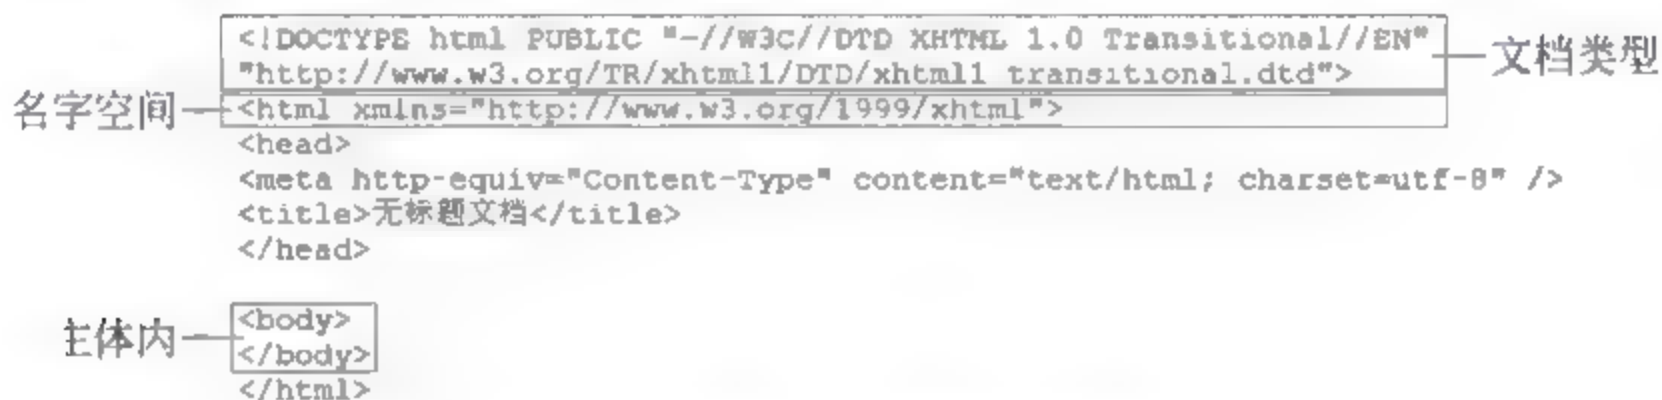 <!DOCTYPE html PUBLIC "-//W3C//DTD XHTML 1.0 Transitional//EN"
"http://www.w3.org/TR/xhtml1/DTD/xhtml1 transitional.dtd">
文档类型
名字空间
<html xmlns="http://www.w3.org/1999/xhtml">
<head>
<meta http-equiv="Content-Type" content="text/html; charset=utf-8" />
<title>无标题文档</title>
</head>
主体内
<body>
</body>
</html>